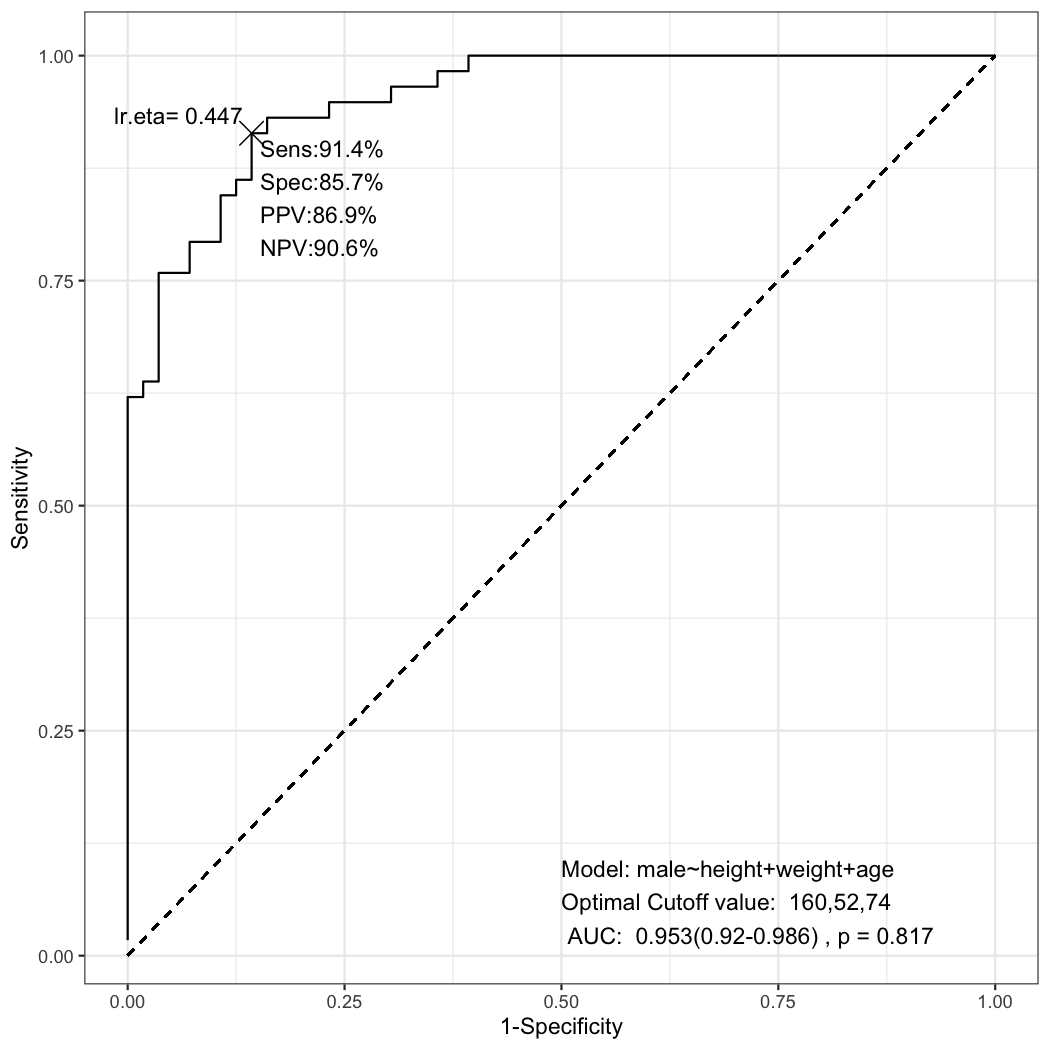 1.00
0.75
0.50
0.25
0.00
Sensitivity
lr.eta= 0.447
Sens:91.4%
Spec:85.7%
PPV:86.9%
NPV:90.6%
Model: male~height+weight+age
Optimal Cutoff value:  160,52,74
AUC:  0.953(0.92-0.986) , p = 0.817
0.00 0.25 0.50 0.75 1.00
1-Specificity